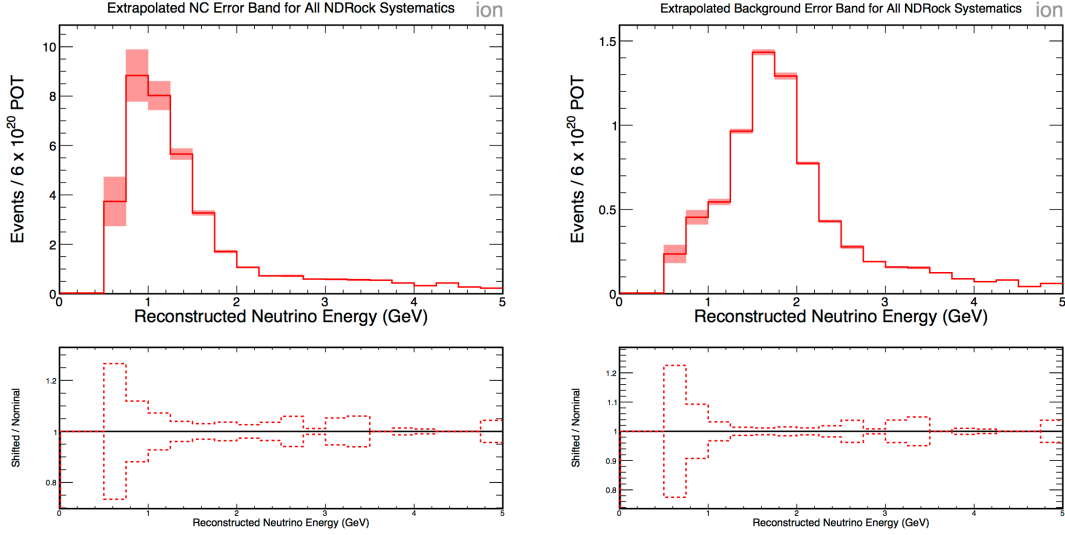 Extrapolated NC Error Band for All NDRock Systematics
ion
Events / 6 x 10²⁰ POT
10
8
6
4
2
0
0 1 2 3 4 5
Reconstructed Neutrino Energy (GeV)
Shifted / Nominal
1.2
1
0.8
0 1 2 3 4 5
Reconstructed Neutrino Energy (GeV)
Extrapolated Background Error Band for All NDRock Systematics
ion
Events / 6 x 10²⁰ POT
1.5
1
0.5
0
0 1 2 3 4 5
Reconstructed Neutrino Energy (GeV)
Shifted / Nominal
1.2
1.1
1
0.9
0.8
0 1 2 3 4 5
Reconstructed Neutrino Energy (GeV)